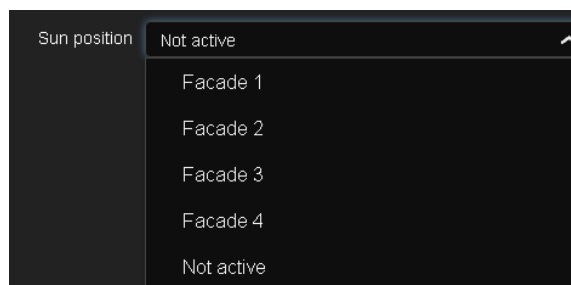 Sun position Not active
Facade 1
Facade 2
Facade 3
Facade 4
Not active